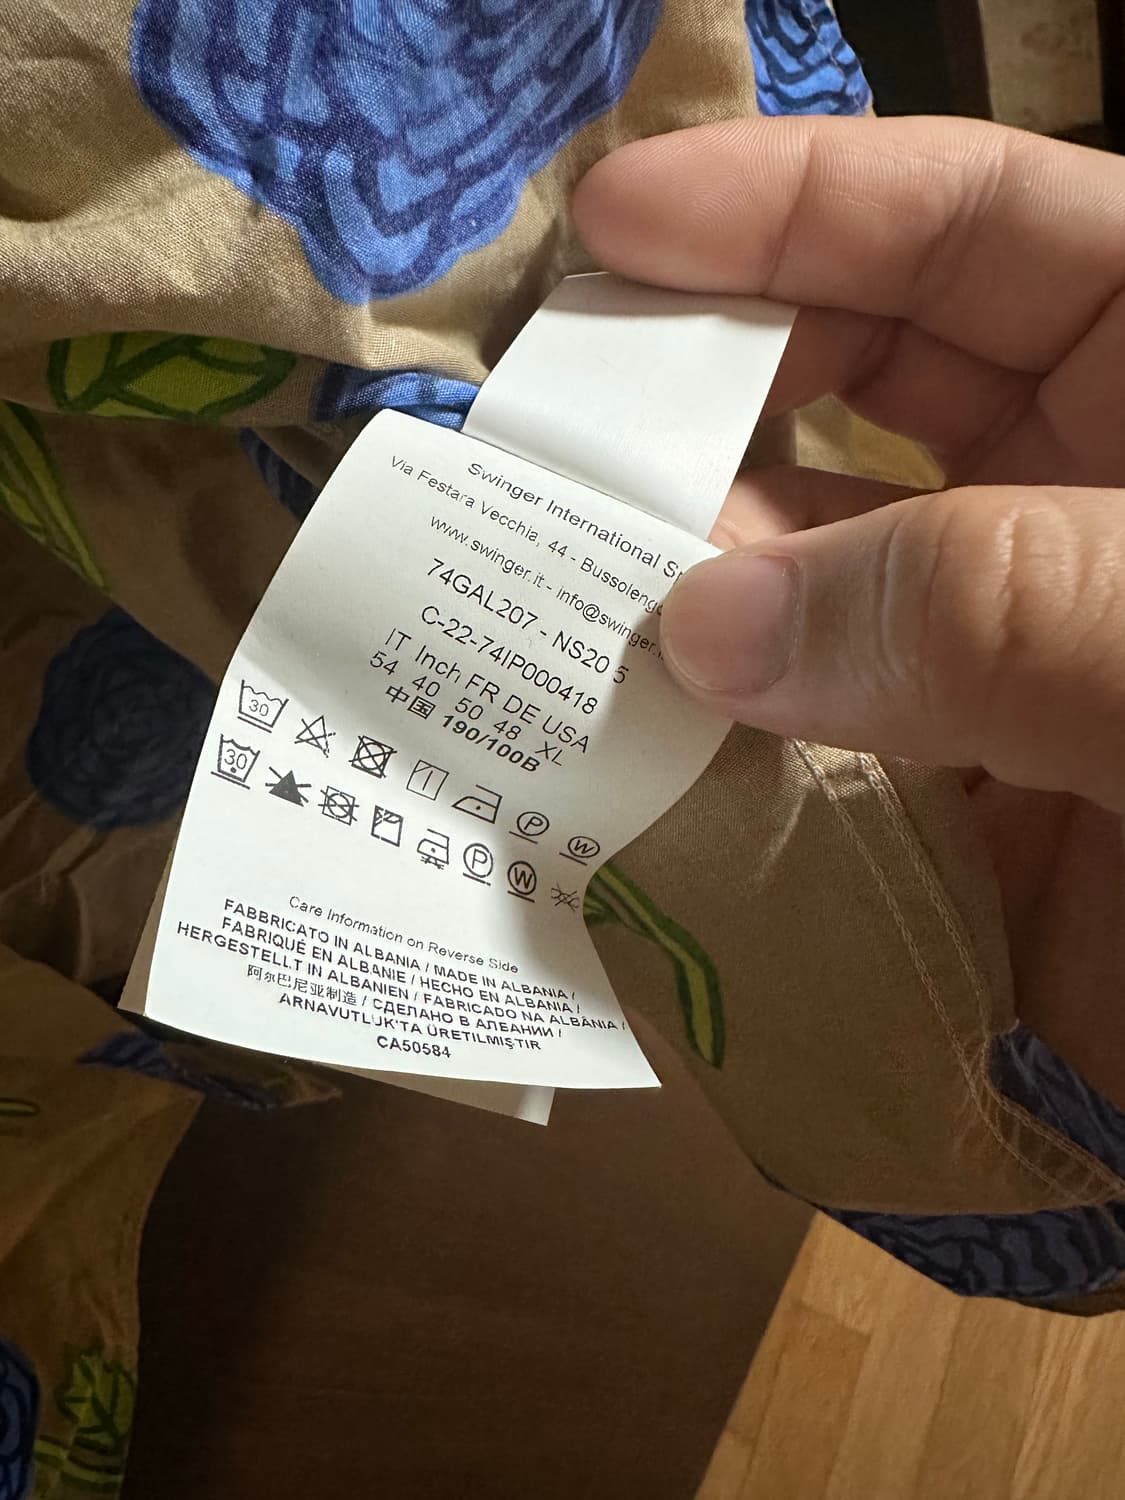 Swinger International
Via Festara Vecchia, 44 - Bussolengo
www.swinger.it - info@swinger.
74GAL207 - NS20 5
C-22-74IP000418
IT Inch FR DE USA
54 40 50 48 XL
中国 190/100B
30 P W
30 P W
Care Information on Reverse Side
FABBRICATO IN ALBANIA / MADE IN ALBANIA /
FABRIQUÉ EN ALBANIE / HECHO EN ALBANIA /
HERGESTELLT IN ALBANIEN / FABRICADO NA ALBÂNIA /
阿尔巴尼亚制造 / СДЕЛАНО В АЛБАНИИ /
ARNAVUTLUK'TA ÜRETILMIŞTIR
CA50584